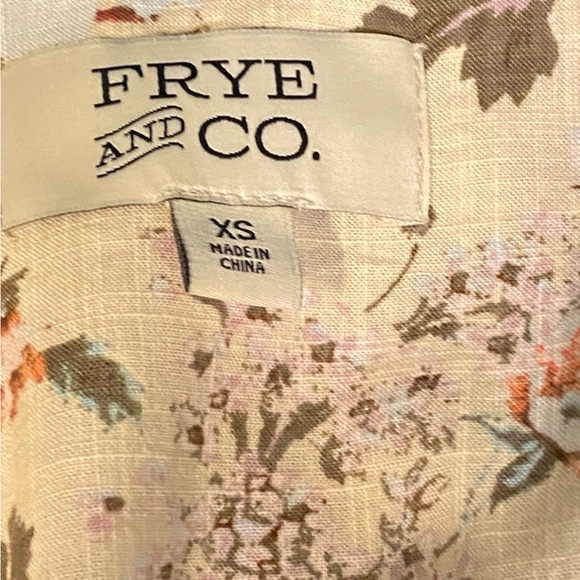 FRYE
AND CO.
XS
MADE IN
CHINA